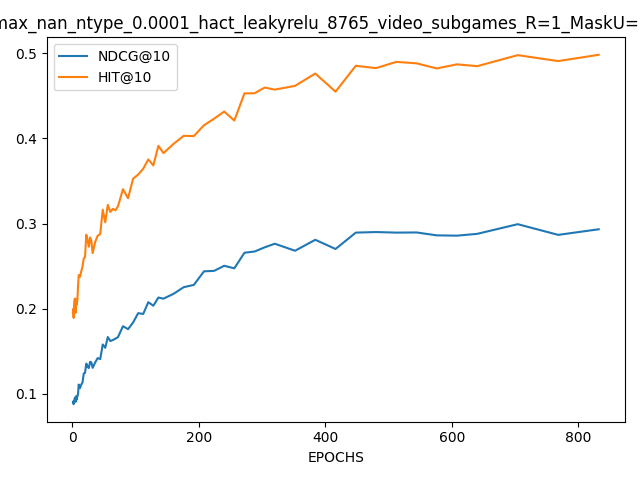 max_nan_ntype_0.0001_hact_leakyrelu_8765_video_subgames_R=1_MaskU=
NDCG@10
HIT@10
0.5
0.4
0.3
0.2
0.1
0 200 400 600 800
EPOCHS